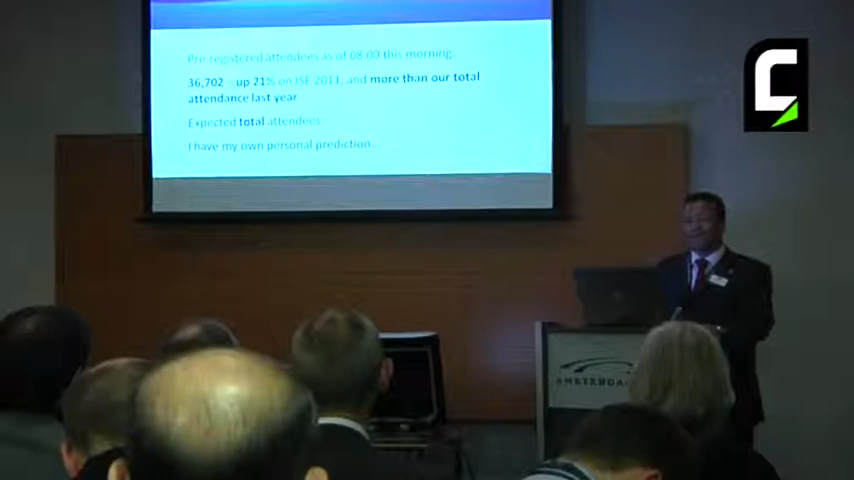 Pre-registered attendees as of 08:00 this morning:
36,702 – up 21% on ISE 2011, and more than our total
attendance last year
Expected total attendees:
I have my own personal prediction...